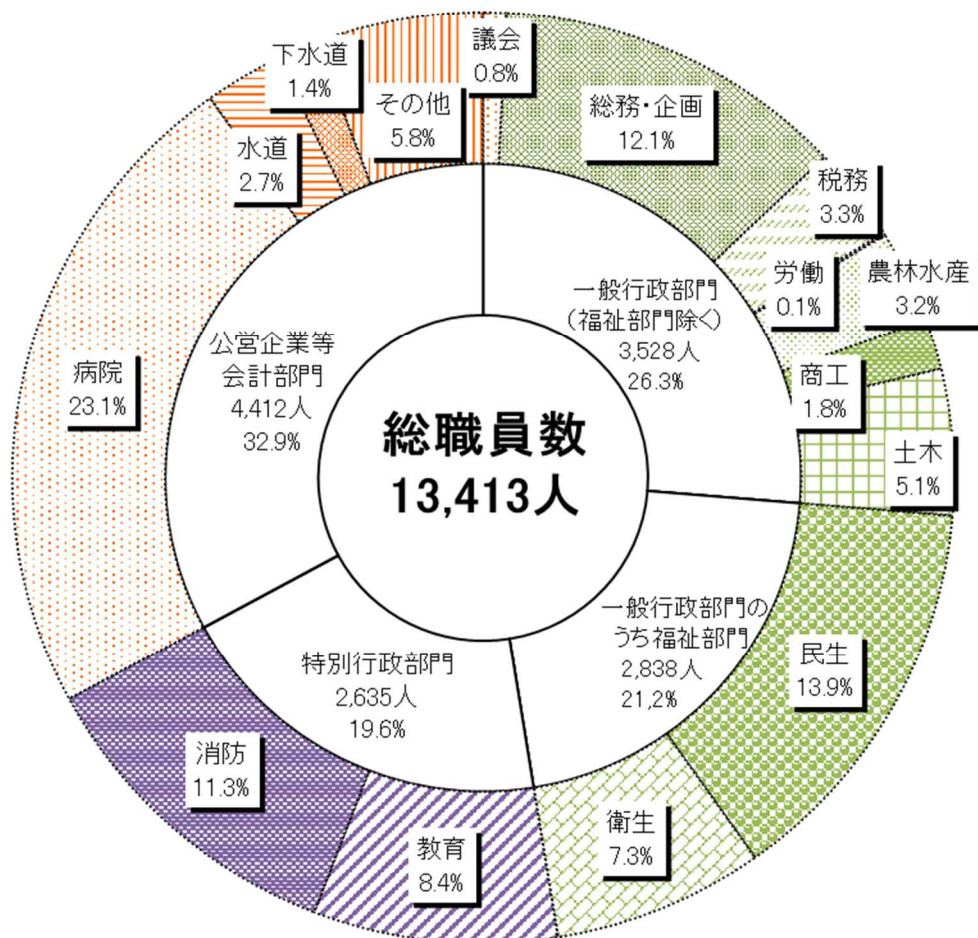 総職員数
13,413人
一般行政部門
(福祉部門除く)
3,528人
26.3%
一般行政部門の
うち福祉部門
2,838人
21,2%
特別行政部門
2,635人
19.6%
公営企業等
会計部門
4,412人
32.9%
議会
0.8%
総務・企画
12.1%
税務
3.3%
労働
0.1%
農林水産
3.2%
商工
1.8%
土木
5.1%
民生
13.9%
衛生
7.3%
教育
8.4%
消防
11.3%
病院
23.1%
水道
2.7%
下水道
1.4%
その他
5.8%